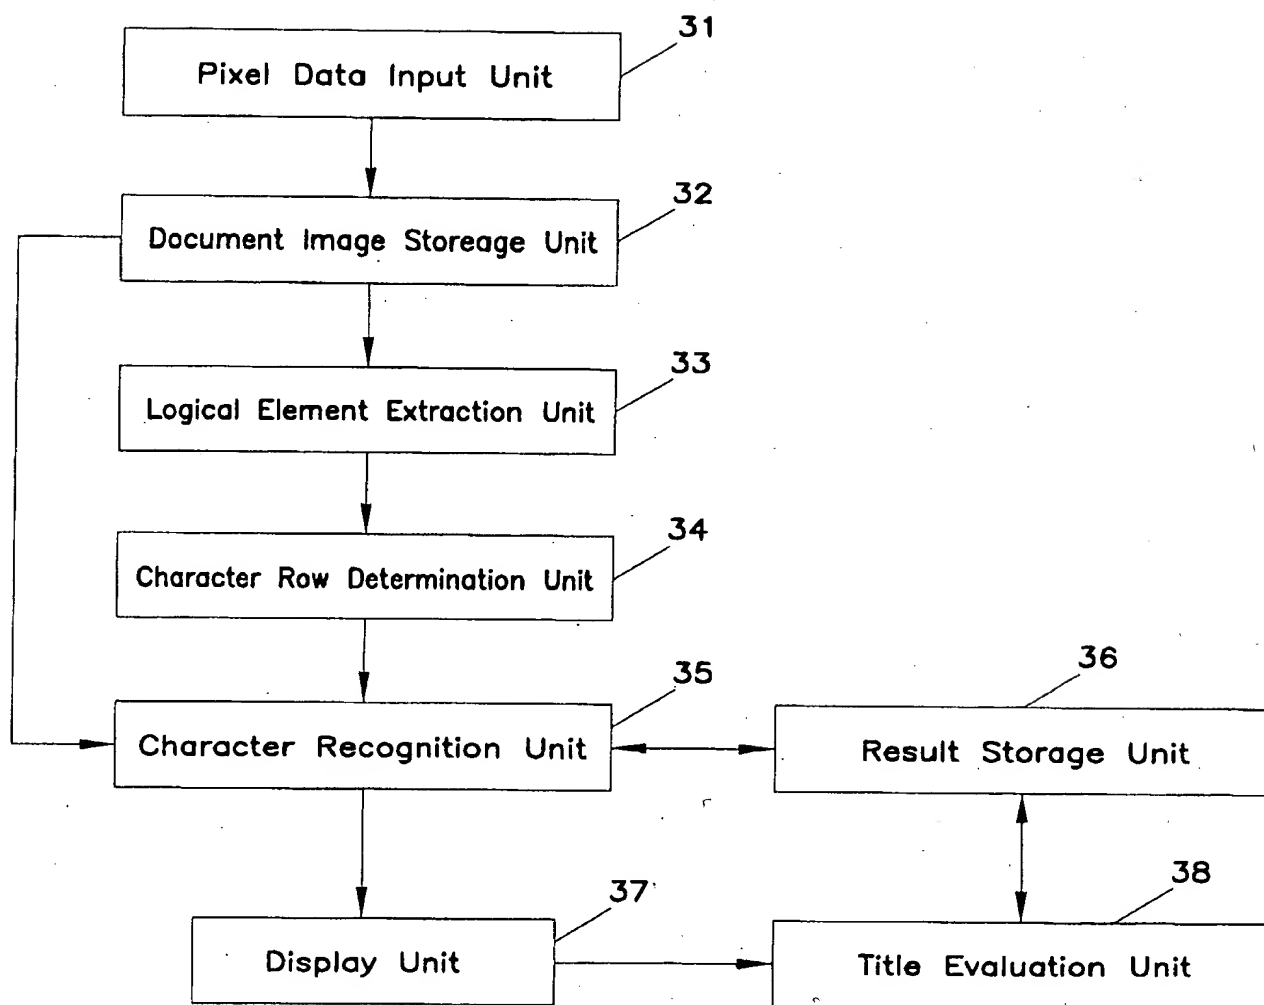 31
Pixel Data Input Unit
32
Document Image Storeage Unit
33
Logical Element Extraction Unit
34
Character Row Determination Unit
35
Character Recognition Unit
36
Result Storage Unit
37
Display Unit
38
Title Evaluation Unit